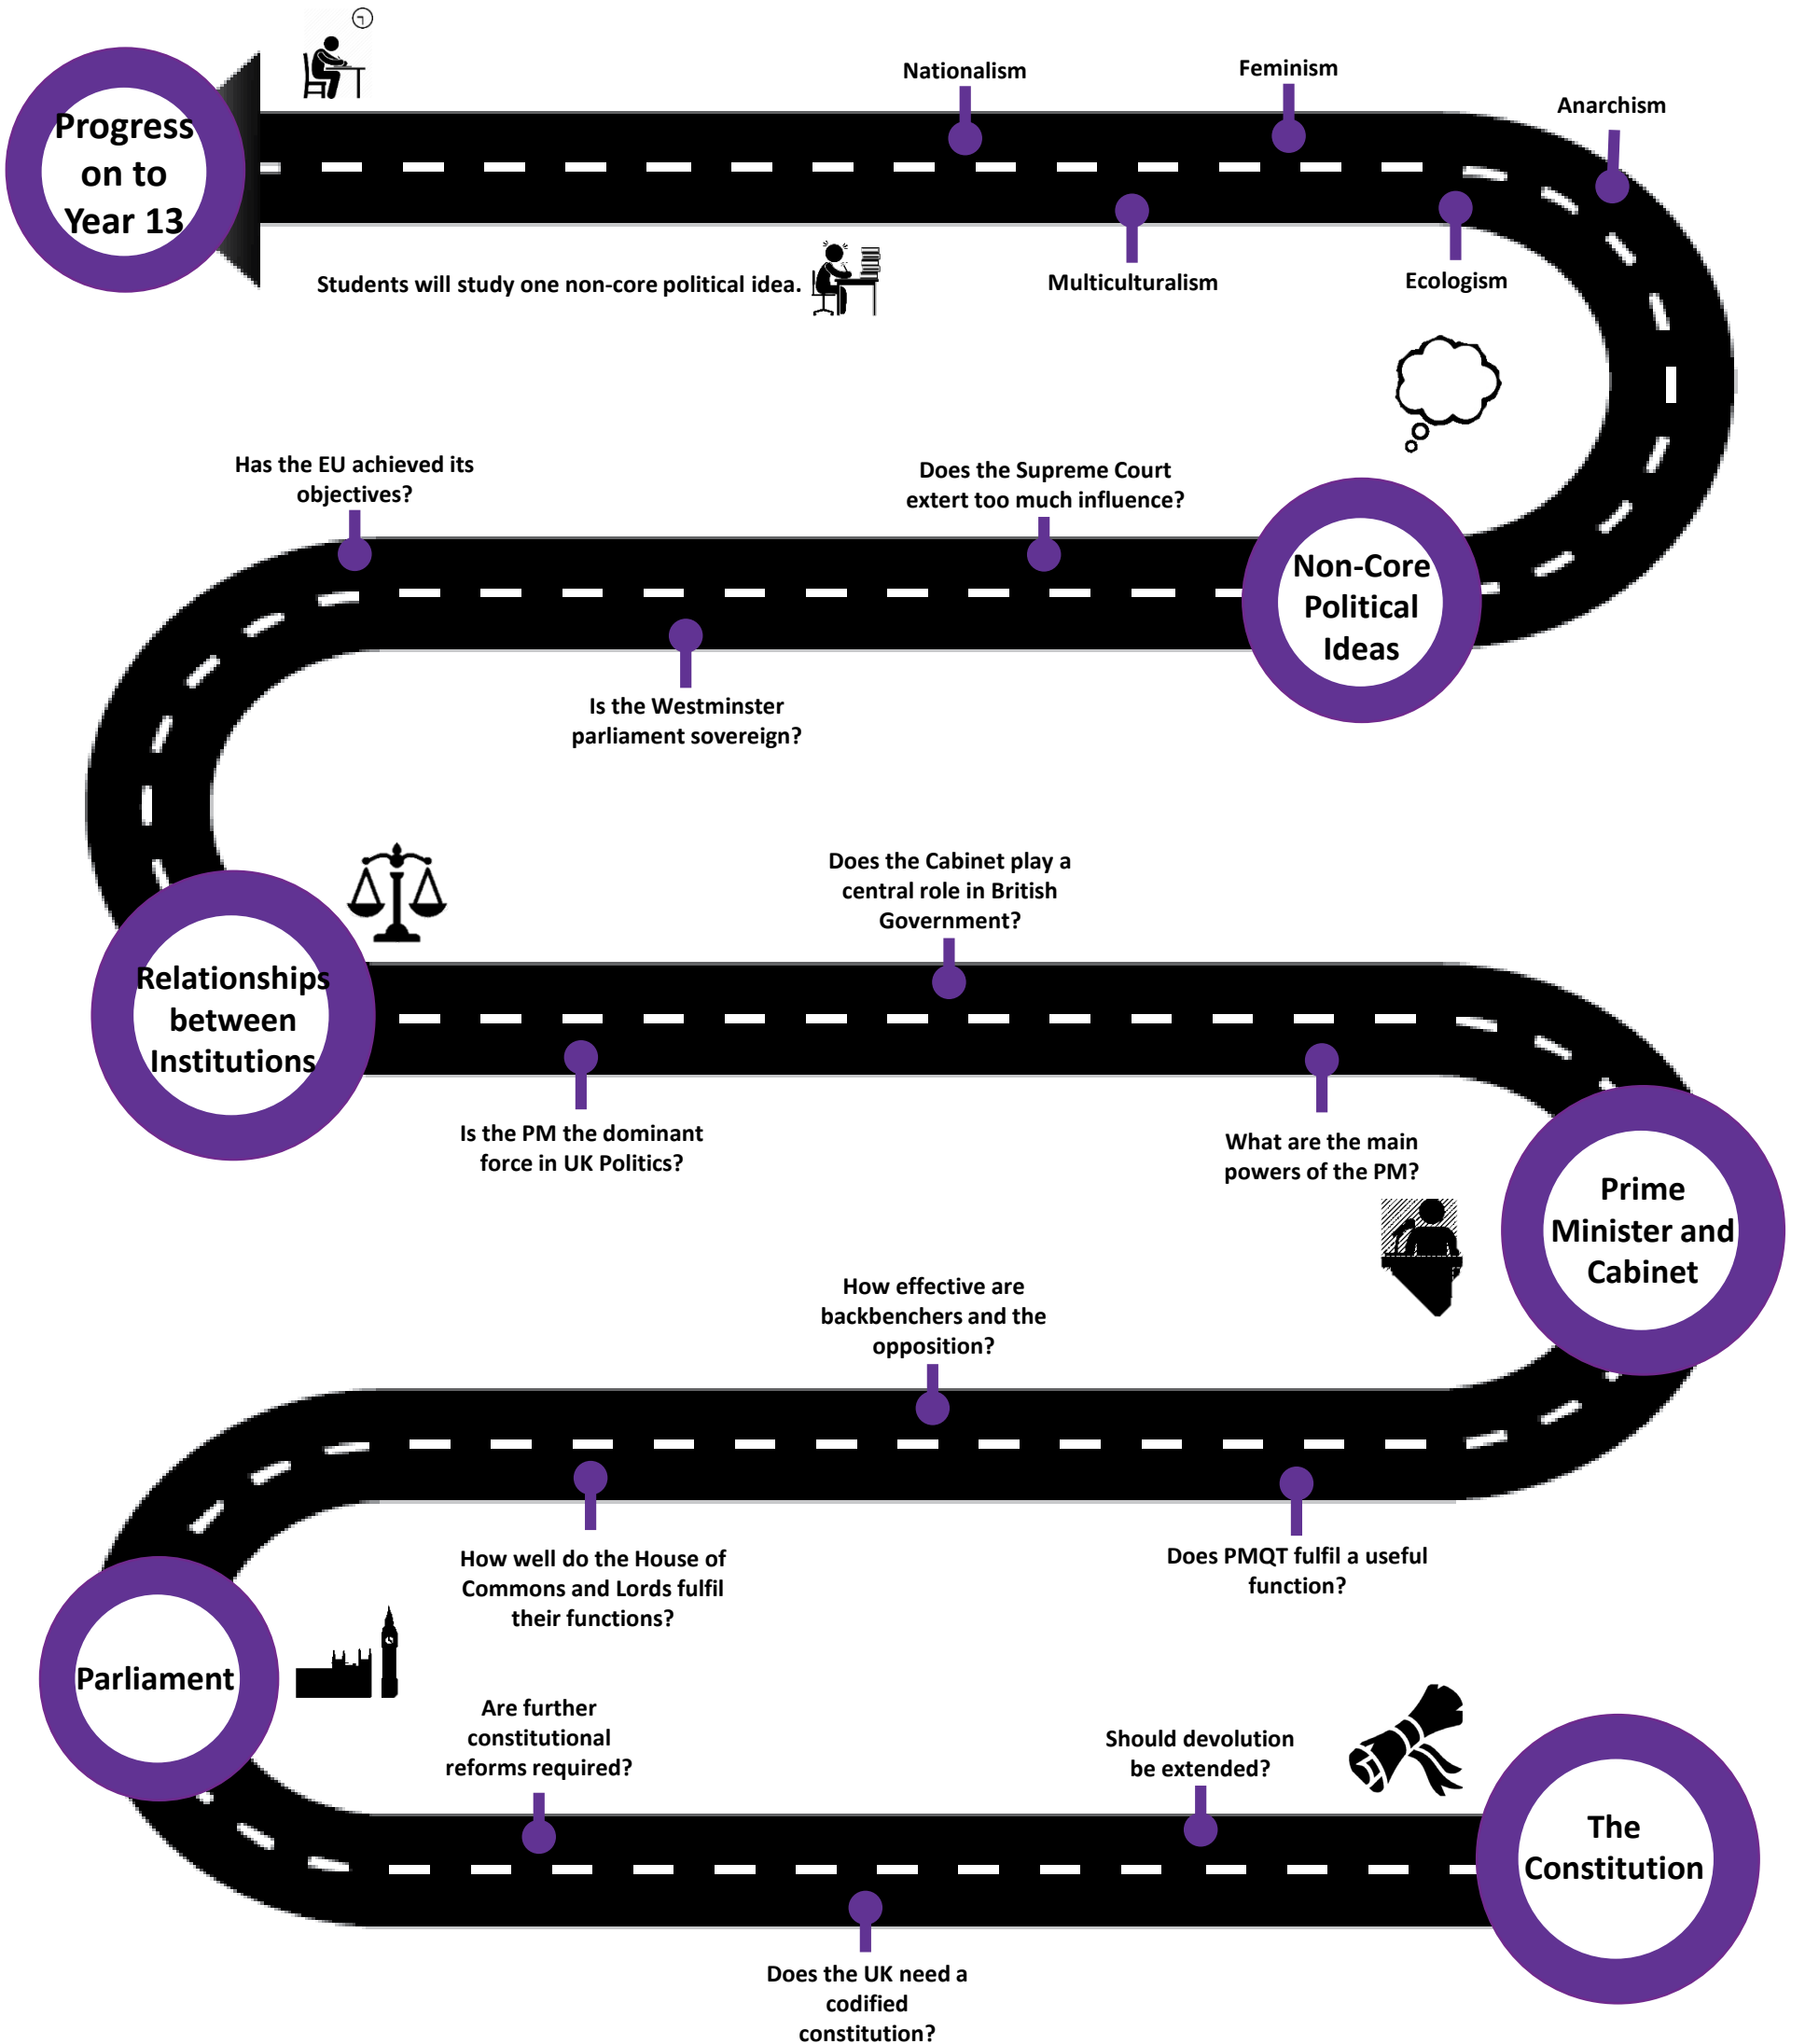 Progress
on to
Year 13
Nationalism
Feminism
Anarchism
Students will study one non-core political idea.
Multiculturalism
Ecologism
Has the EU achieved its
objectives?
Does the Supreme Court
extert too much influence?
Non-Core
Political
Ideas
Is the Westminster
parliament sovereign?
Does the Cabinet play a
central role in British
Government?
Relationships
between
Institutions
Is the PM the dominant
force in UK Politics?
What are the main
powers of the PM?
Prime
Minister and
Cabinet
How effective are
backbenchers and the
opposition?
How well do the House of
Commons and Lords fulfil
their functions?
Does PMQT fulfil a useful
function?
Parliament
Are further
constitutional
reforms required?
Should devolution
be extended?
The
Constitution
Does the UK need a
codified
constitution?